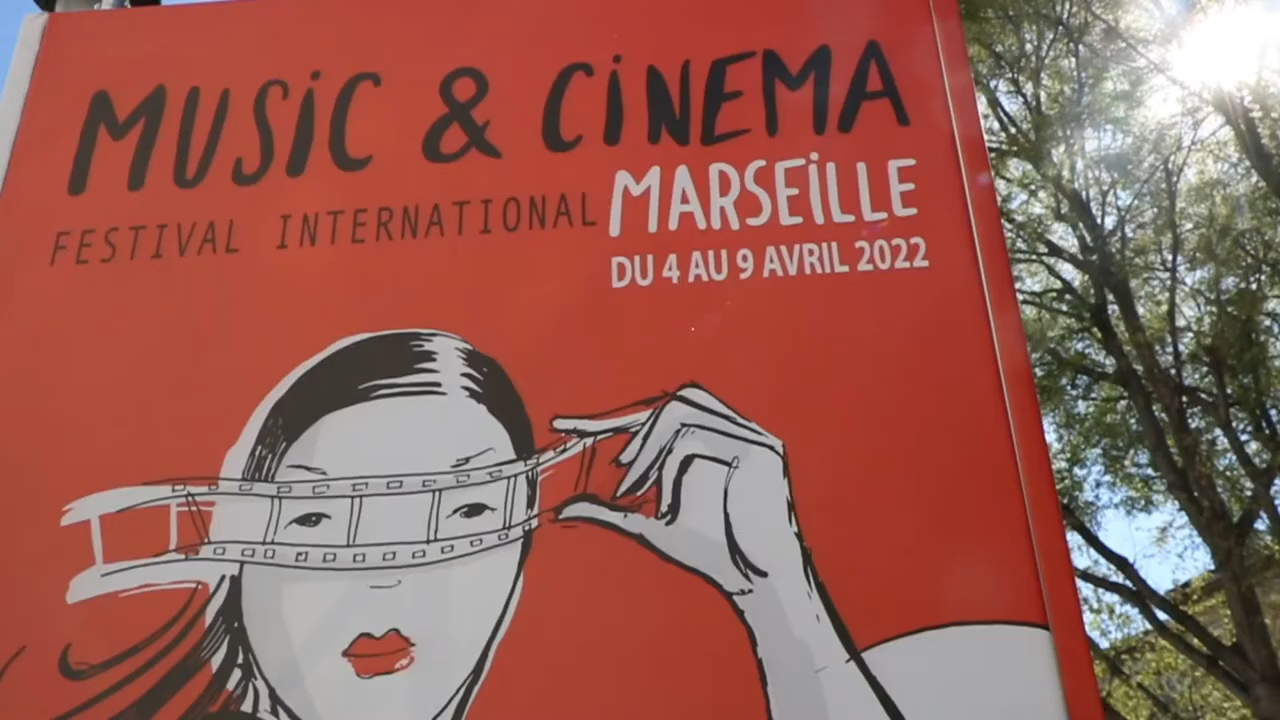 MUSiC & CiNEMA
FESTIVAL INTERNATIONAL MARSEiLLE
DU 4 AU 9 AVRIL 2022